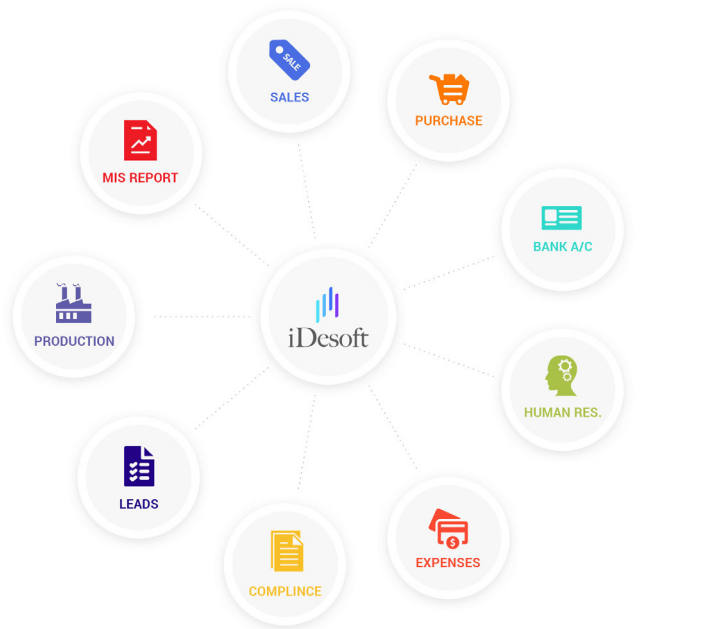 SALE
SALES
PURCHASE
MIS REPORT
BANK A/C
PRODUCTION
iDesoft
HUMAN RES.
LEADS
$
EXPENSES
COMPLINCE